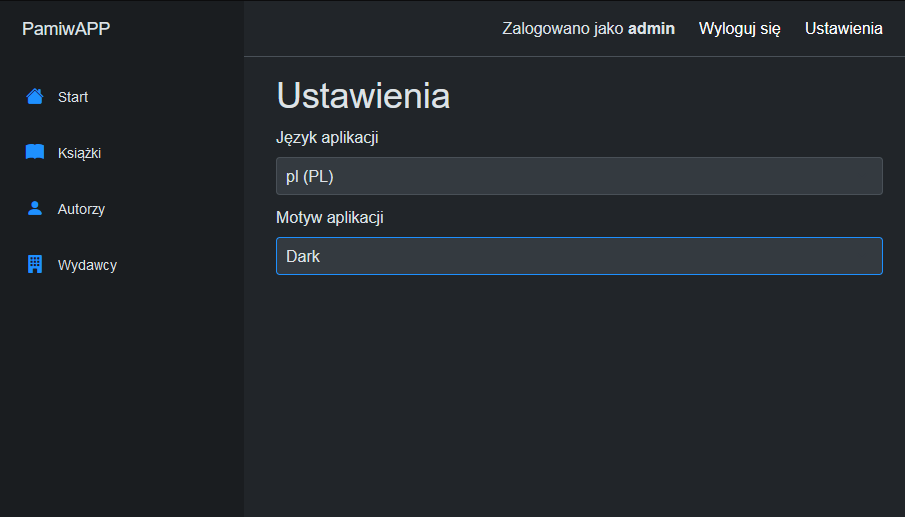 PamiwAPP
Zalogowano jako admin Wyloguj się Ustawienia
Start
Książki
Autorzy
Wydawcy
Ustawienia
Język aplikacji
pl (PL)
Motyw aplikacji
Dark